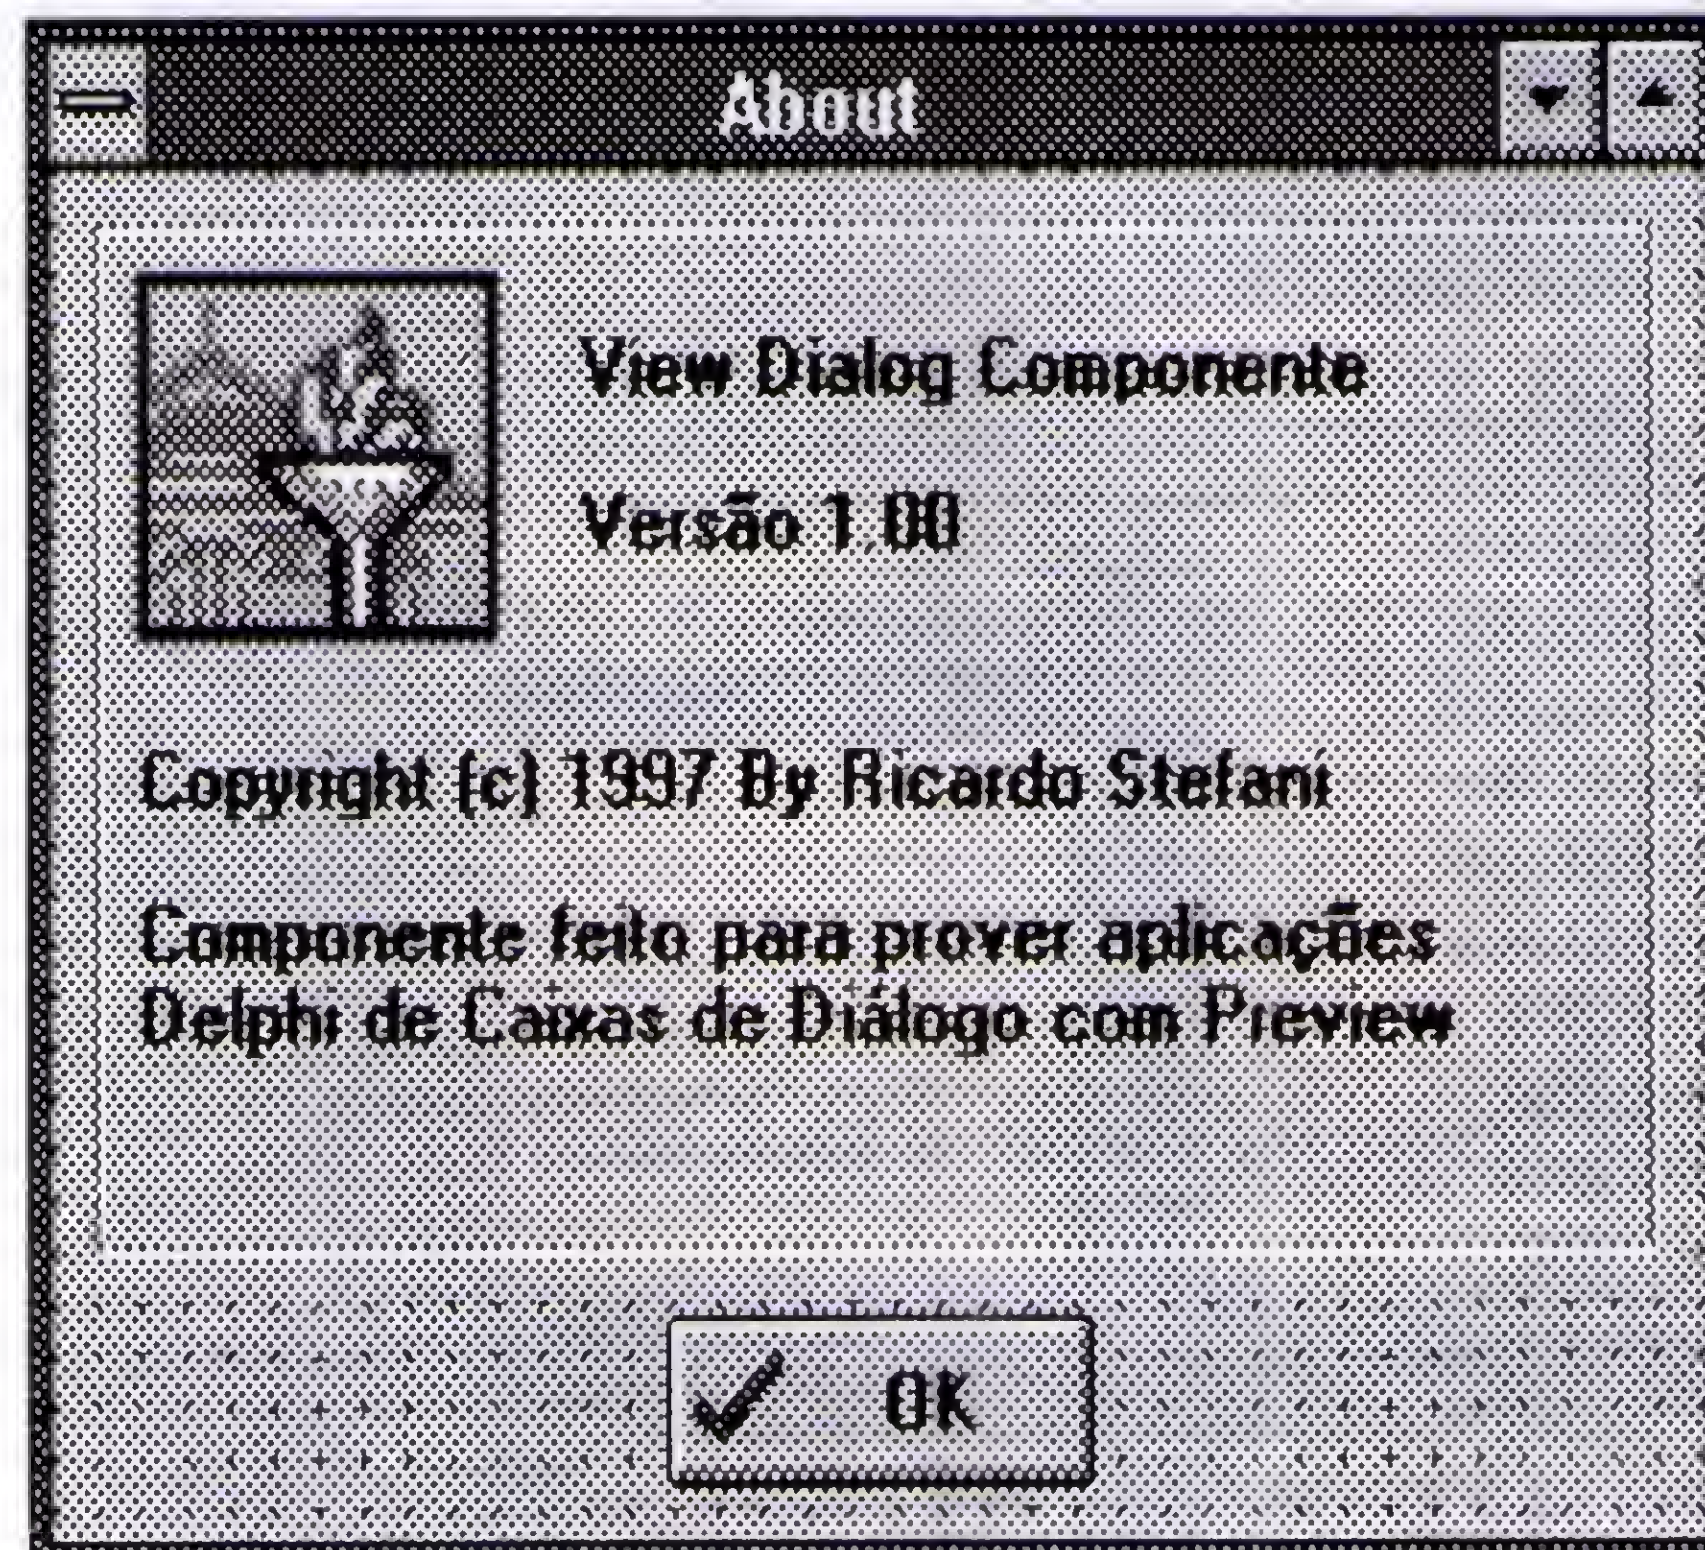 About
View Dialog Componente
Versão 1.00
Copyright (c) 1997 By Ricardo Stefani
Componente feito para prover aplicações
Delphi de Caixas de Diálogo com Preview
OK